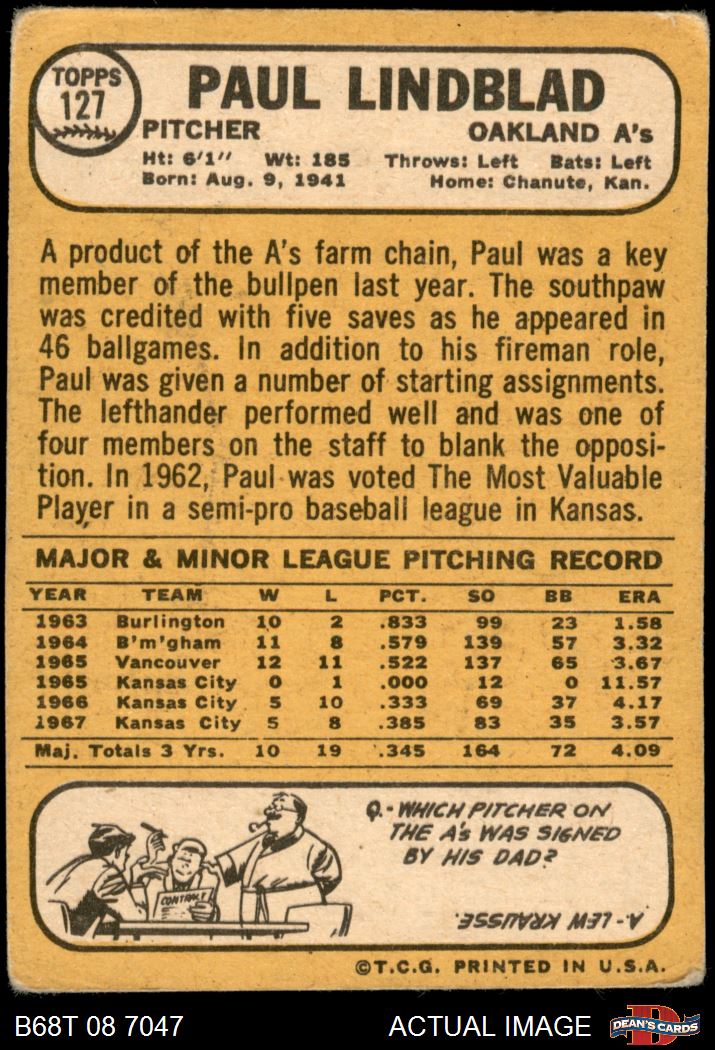 TOPPS
127
PAUL LINDBLAD
PITCHER OAKLAND A's
Ht: 6'1" Wt: 185 Throws: Left Bats: Left
Born: Aug. 9, 1941 Home: Chanute, Kan.
A product of the A's farm chain, Paul was a key
member of the bullpen last year. The southpaw
was credited with five saves as he appeared in
46 ballgames. In addition to his fireman role,
Paul was given a number of starting assignments.
The lefthander performed well and was one of
four members on the staff to blank the opposi-
tion. In 1962, Paul was voted The Most Valuable
Player in a semi-pro baseball league in Kansas.
MAJOR & MINOR LEAGUE PITCHING RECORD
YEAR TEAM W L PCT. SO BB ERA
1963 Burlington 10 2 .833 99 23 1.58
1964 B'm'gham 11 8 .579 139 57 3.32
1965 Vancouver 12 11 .522 137 65 3.67
1965 Kansas City 0 1 .000 12 0 11.57
1966 Kansas City 5 10 .333 69 37 4.17
1967 Kansas City 5 8 .385 83 35 3.57
Maj. Totals 3 Yrs. 10 19 .345 164 72 4.09
CONTRACT
Q.-WHICH PITCHER ON
THE A's WAS SIGNED
BY HIS DAD?
A-LEW KRAUSSE.
©T.C.G. PRINTED IN U.S.A.
B68T 08 7047 ACTUAL IMAGE
D
DEAN'S CARDS